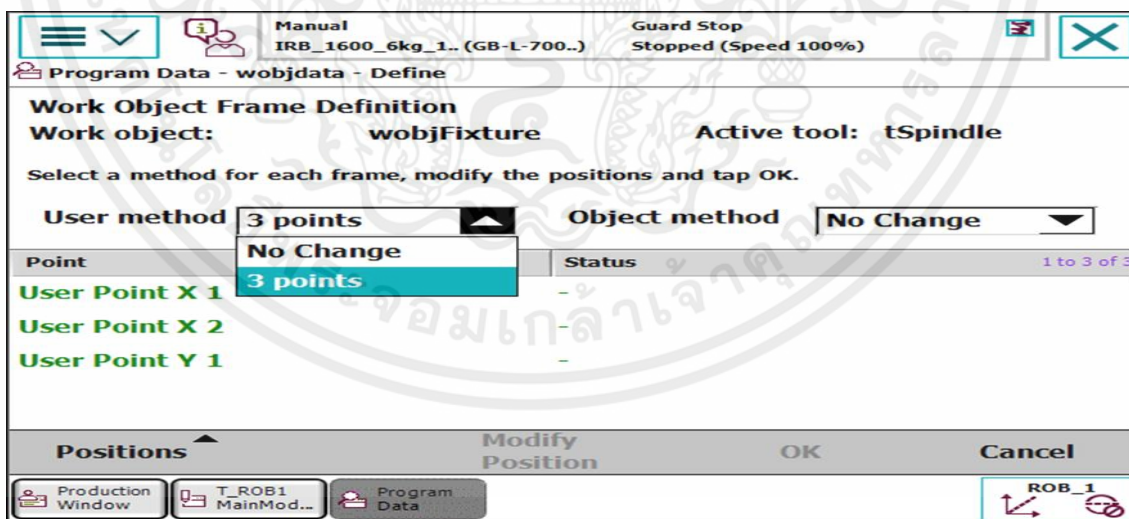 Manual
Guard Stop
IRB_1600_6kg_1.. (GB-L-700..)
Stopped (Speed 100%)
Program Data - wobjdata - Define
Work Object Frame Definition
Work object: wobjFixture Active tool: tSpindle
Select a method for each frame, modify the positions and tap OK.
User method 3 points Object method No Change
No Change
3 points
Point Status 1 to 3 of 3
User Point X 1 -
User Point X 2 -
User Point Y 1 -
Positions Modify Position OK Cancel
Production Window
T_ROB1 MainMod...
Program Data
ROB_1